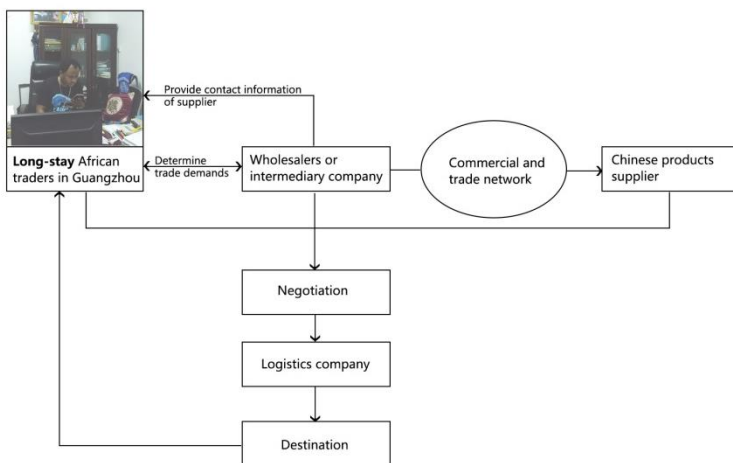 Provide contact information
of supplier
Long-stay African
traders in Guangzhou
Determine
trade demands
Wholesalers or
intermediary company
Commercial and
trade network
Chinese products
supplier
Negotiation
Logistics company
Destination